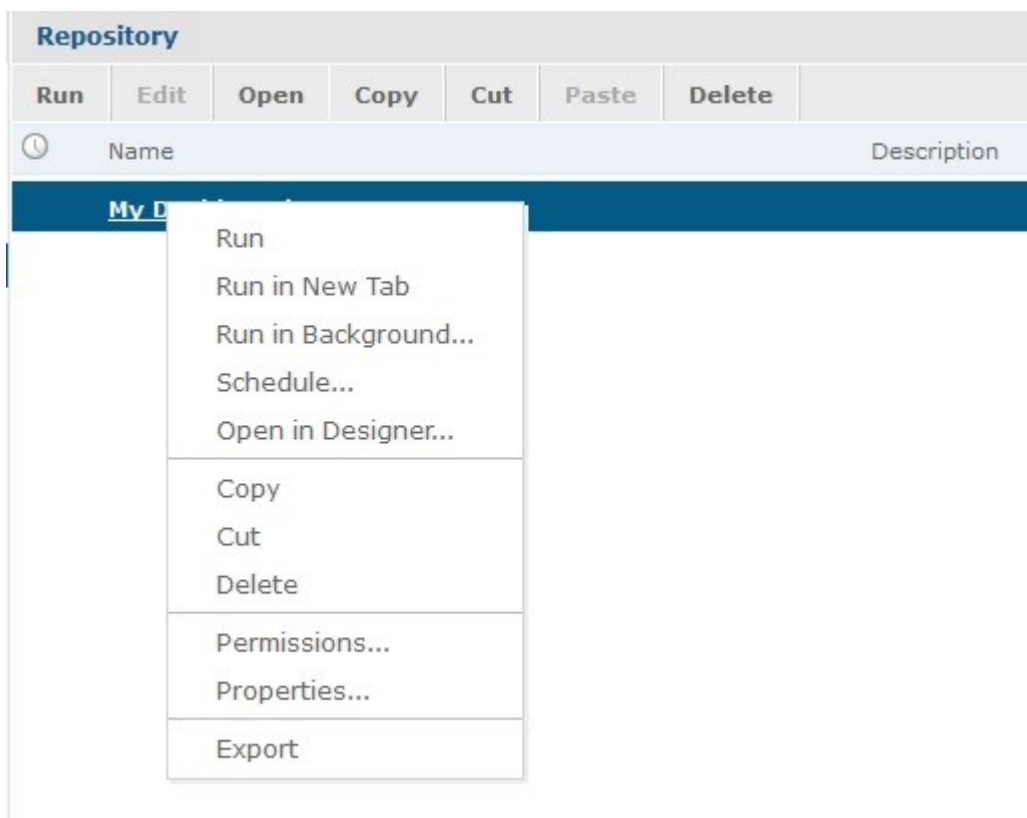 Repository
Run Edit Open Copy Cut Paste Delete
Name Description
My
Run
Run in New Tab
Run in Background...
Schedule...
Open in Designer...
Copy
Cut
Delete
Permissions...
Properties...
Export